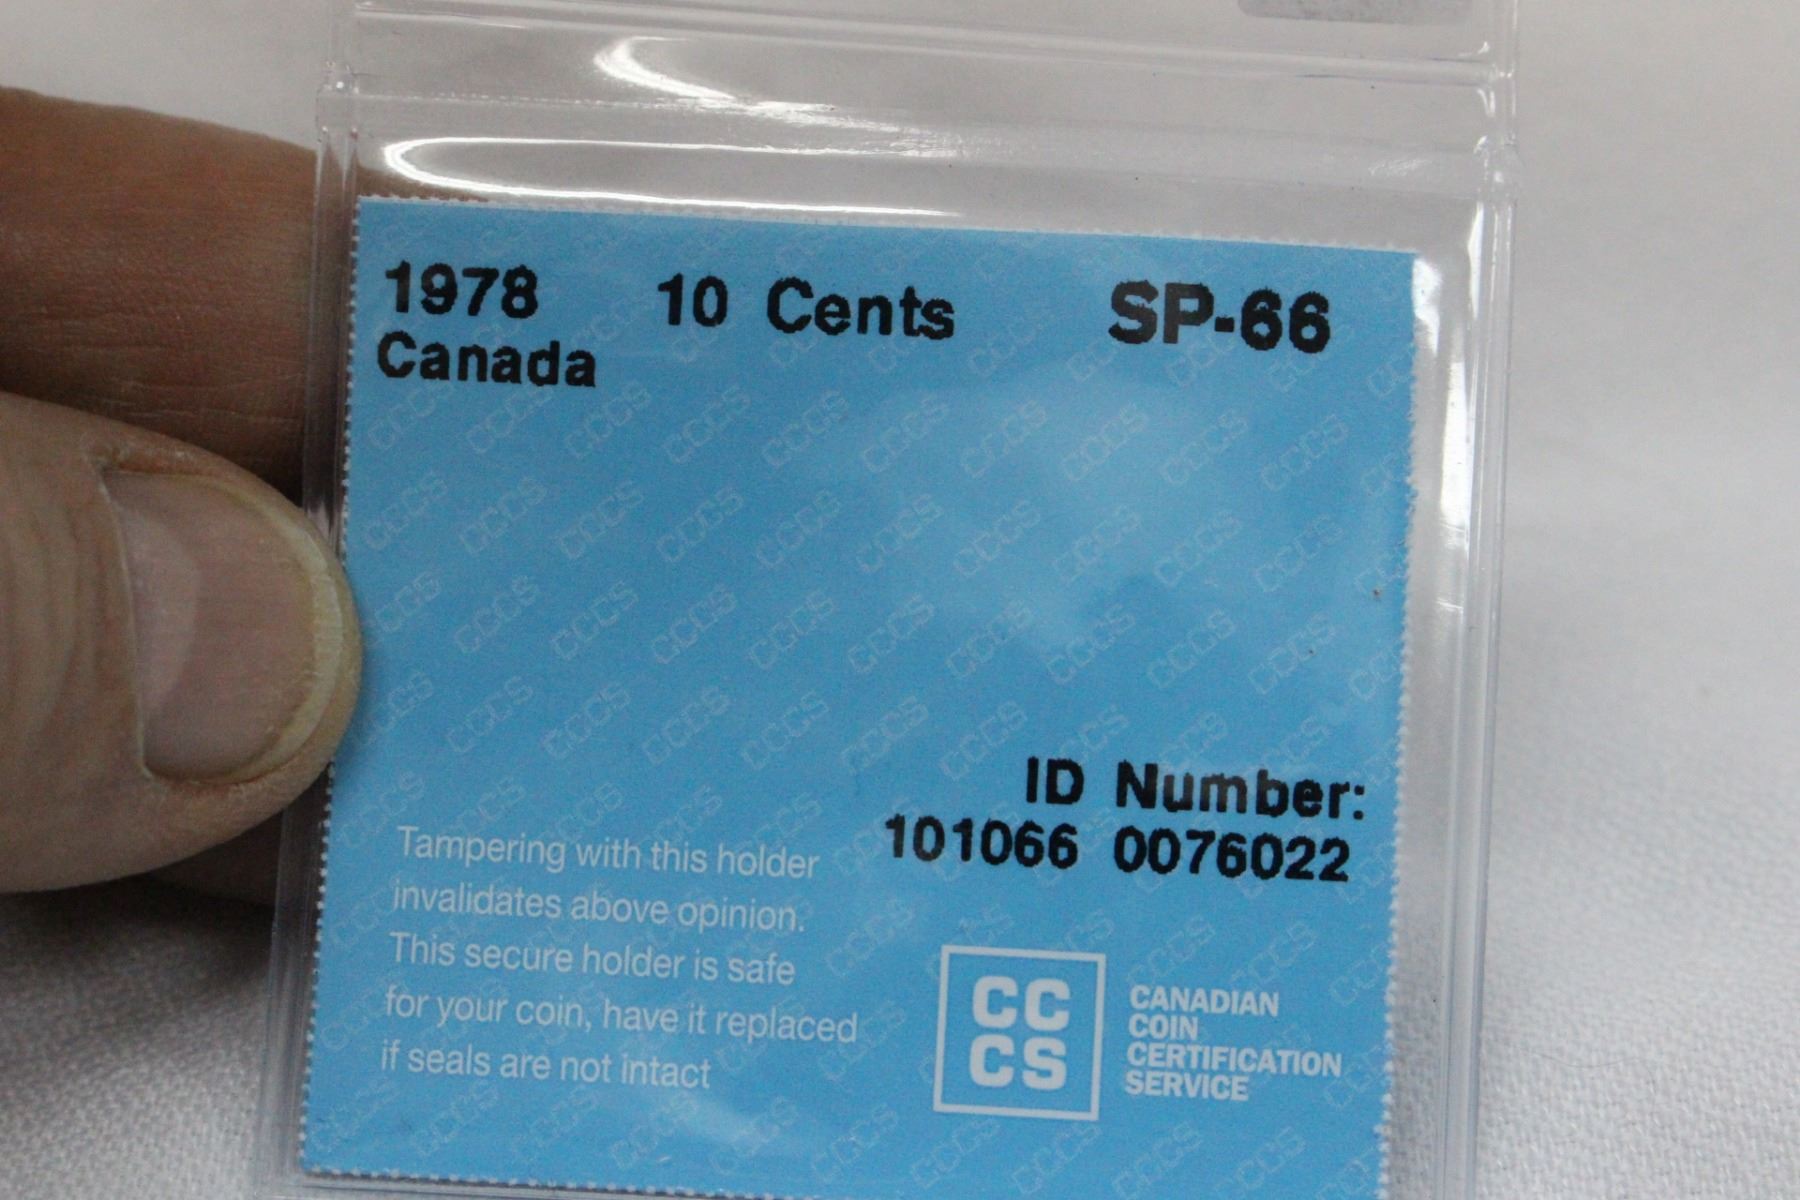 1978 10 Cents SP-66
Canada
ID Number:
101066 0076022
Tampering with this holder
invalidates above opinion.
This secure holder is safe
for your coin, have it replaced
if seals are not intact
CC
CS
CANADIAN
COIN
CERTIFICATION
SERVICE